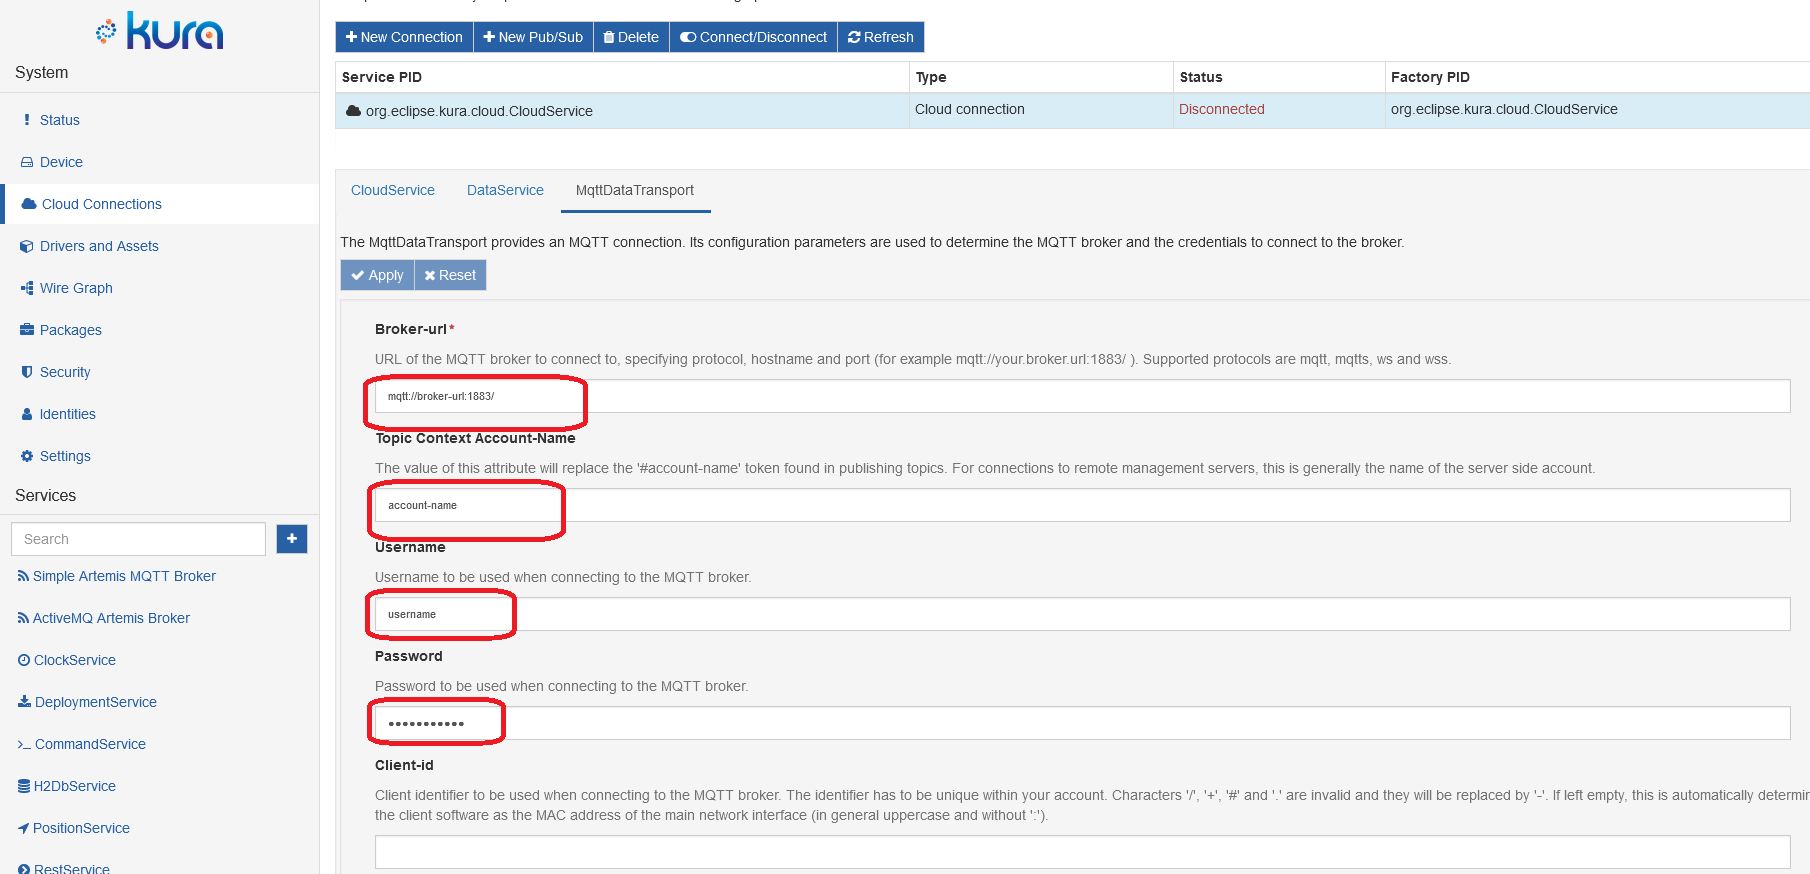 kura
System
Status
Device
Cloud Connections
Drivers and Assets
Wire Graph
Packages
Security
Identities
Settings
Services
Search
Simple Artemis MQTT Broker
ActiveMQ Artemis Broker
ClockService
DeploymentService
CommandService
H2DbService
PositionService
RestService
New Connection New Pub/Sub Delete Connect/Disconnect Refresh
Service PID Type Status Factory PID
org.eclipse.kura.cloud.CloudService Cloud connection Disconnected org.eclipse.kura.cloud.CloudService
CloudService DataService MqttDataTransport
The MqttDataTransport provides an MQTT connection. Its configuration parameters are used to determine the MQTT broker and the credentials to connect to the broker.
Apply Reset
Broker-url*
URL of the MQTT broker to connect to, specifying protocol, hostname and port (for example mqtt://your.broker.url:1883/ ). Supported protocols are mqtt, mqtts, ws and wss.
mqtt://broker-url:1883/
Topic Context Account-Name
The value of this attribute will replace the '#account-name' token found in publishing topics. For connections to remote management servers, this is generally the name of the server side account.
account-name
Username
Username to be used when connecting to the MQTT broker.
username
Password
Password to be used when connecting to the MQTT broker.
•••••••••••
Client-id
Client identifier to be used when connecting to the MQTT broker. The identifier has to be unique within your account. Characters '/', '+', '#' and '.' are invalid and they will be replaced by '-'. If left empty, this is automatically determin
the client software as the MAC address of the main network interface (in general uppercase and without ':').